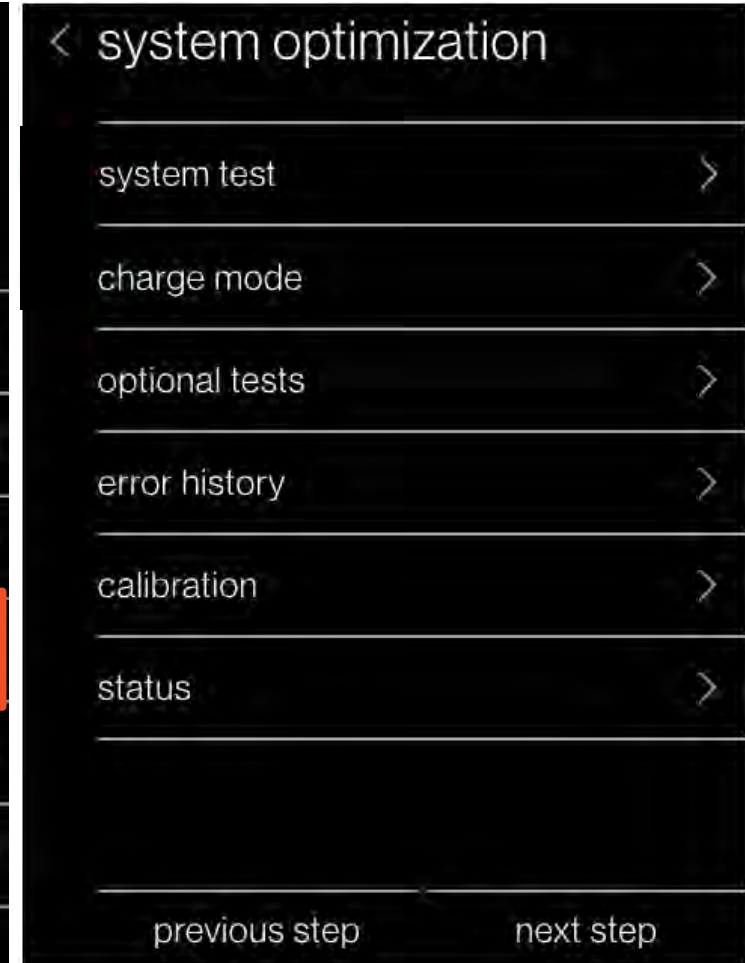 system optimization
system test
charge mode
optional tests
error history
calibration
status
previous step next step